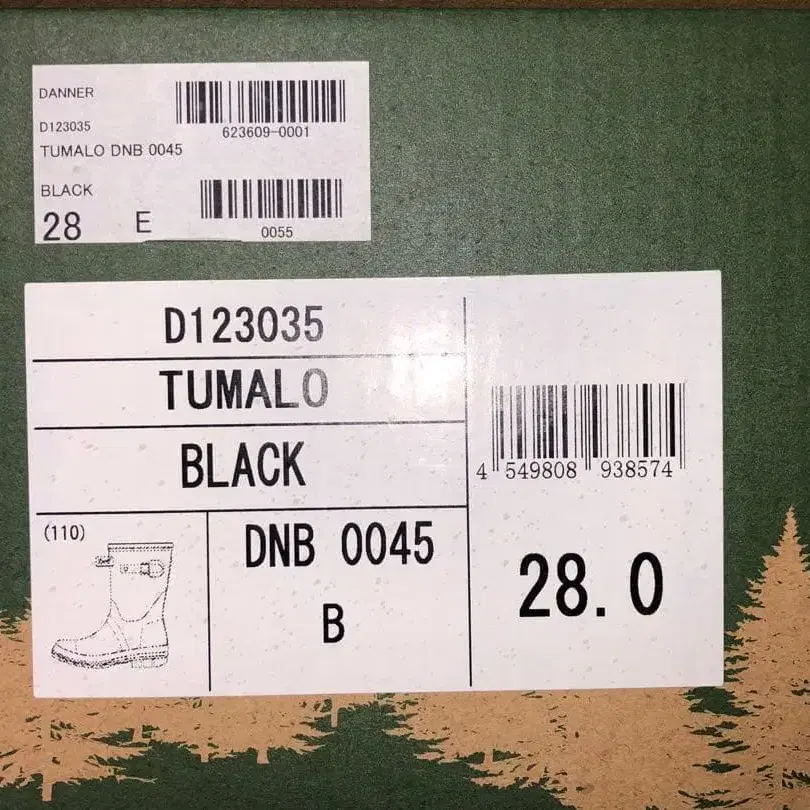 DANNER
623609-0001
D123035
TUMALO DNB 0045
BLACK
28 E
0055
D123035
TUMALO
BLACK
4 549808 938574
(110)
DNB 0045
B
28.0